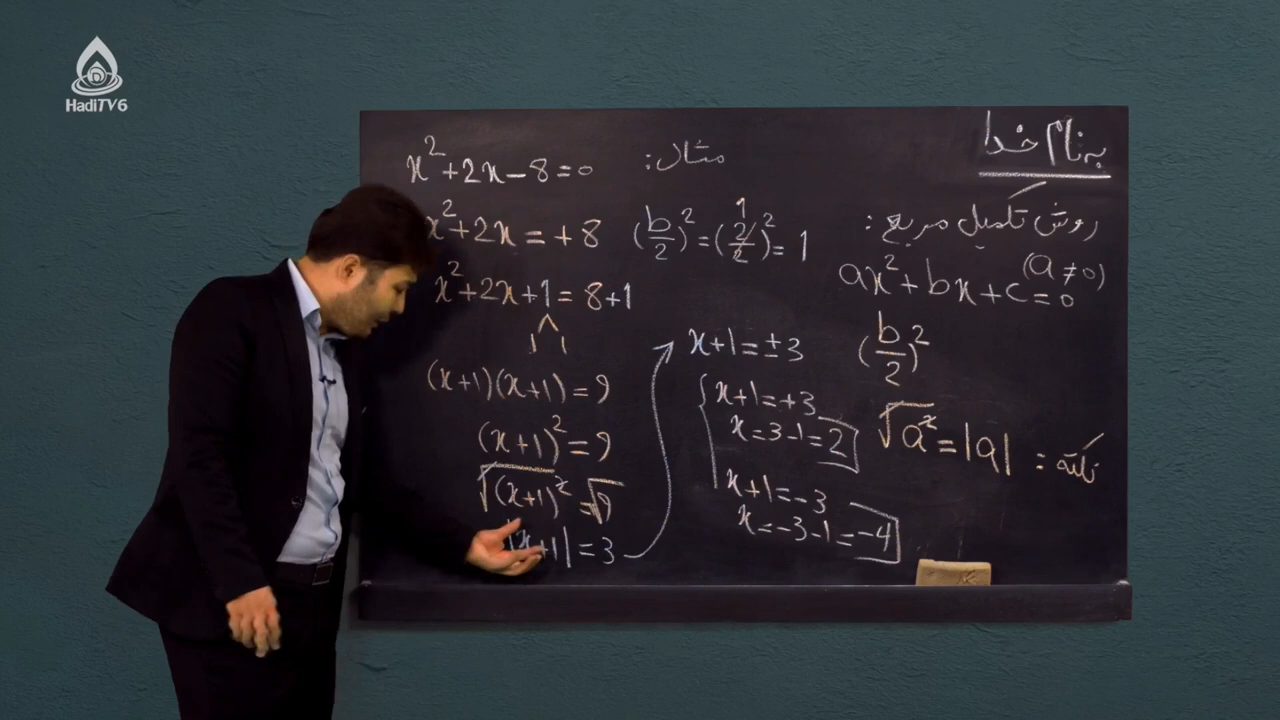 HadiTV6
به نام خدا
روش تکمیل مربع:
ax²+bx+c=0 (a≠0)
(b/2)²
نکته: √a²=|a|
مثال: x²+2x-8=0
x²+2x=+8 (b/2)²=(2/2)²=1
1
x²+2x+1=8+1
1 1
(x+1)(x+1)=9
(x+1)²=9
√(x+1)²=√9
|x+1|=3
x+1=±3
x+1=+3
x=3-1=2
x+1=-3
x=-3-1=-4